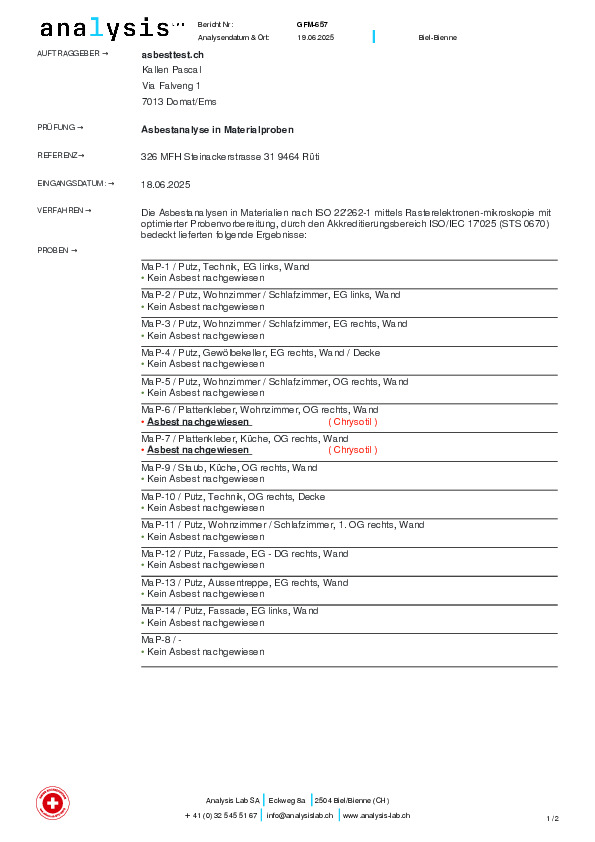 analysis
Bericht Nr: GFM-657
Analysendatum & Ort: 19.06.2025 Biel-Bienne
AUFTRAGGEBER → asbesttest.ch
Kallen Pascal
Via Falveng 1
7013 Domat/Ems
PRÜFUNG → Asbestanalyse in Materialproben
REFERENZ → 326 MFH Steinackerstrasse 31 9464 Rüti
EINGANGSDATUM: → 18.06.2025
VERFAHREN → Die Asbestanalysen in Materialien nach ISO 22'262-1 mittels Rasterelektronen-mikroskopie mit
optimierter Probenvorbereitung, durch den Akkreditierungsbereich ISO/IEC 17025 (STS 0670)
bedeckt lieferten folgende Ergebnisse:
PROBEN →
MaP-1 / Putz, Technik, EG links, Wand
• Kein Asbest nachgewiesen
MaP-2 / Putz, Wohnzimmer / Schlafzimmer, EG links, Wand
• Kein Asbest nachgewiesen
MaP-3 / Putz, Wohnzimmer / Schlafzimmer, EG rechts, Wand
• Kein Asbest nachgewiesen
MaP-4 / Putz, Gewölbekeller, EG rechts, Wand / Decke
• Kein Asbest nachgewiesen
MaP-5 / Putz, Wohnzimmer / Schlafzimmer, OG rechts, Wand
• Kein Asbest nachgewiesen
MaP-6 / Plattenkleber, Wohnzimmer, OG rechts, Wand
• Asbest nachgewiesen ( Chrysotil )
MaP-7 / Plattenkleber, Küche, OG rechts, Wand
• Asbest nachgewiesen ( Chrysotil )
MaP-9 / Staub, Küche, OG rechts, Wand
• Kein Asbest nachgewiesen
MaP-10 / Putz, Technik, OG rechts, Decke
• Kein Asbest nachgewiesen
MaP-11 / Putz, Wohnzimmer / Schlafzimmer, 1. OG rechts, Wand
• Kein Asbest nachgewiesen
MaP-12 / Putz, Fassade, EG - DG rechts, Wand
• Kein Asbest nachgewiesen
MaP-13 / Putz, Aussentreppe, EG rechts, Wand
• Kein Asbest nachgewiesen
MaP-14 / Putz, Fassade, EG links, Wand
• Kein Asbest nachgewiesen
MaP-8 / -
• Kein Asbest nachgewiesen
Analysis Lab SA | Eckweg 8a | 2504 Biel/Bienne (CH)
+ 41 (0) 32 545 51 67 | info@analysislab.ch | www.analysis-lab.ch
1 / 2